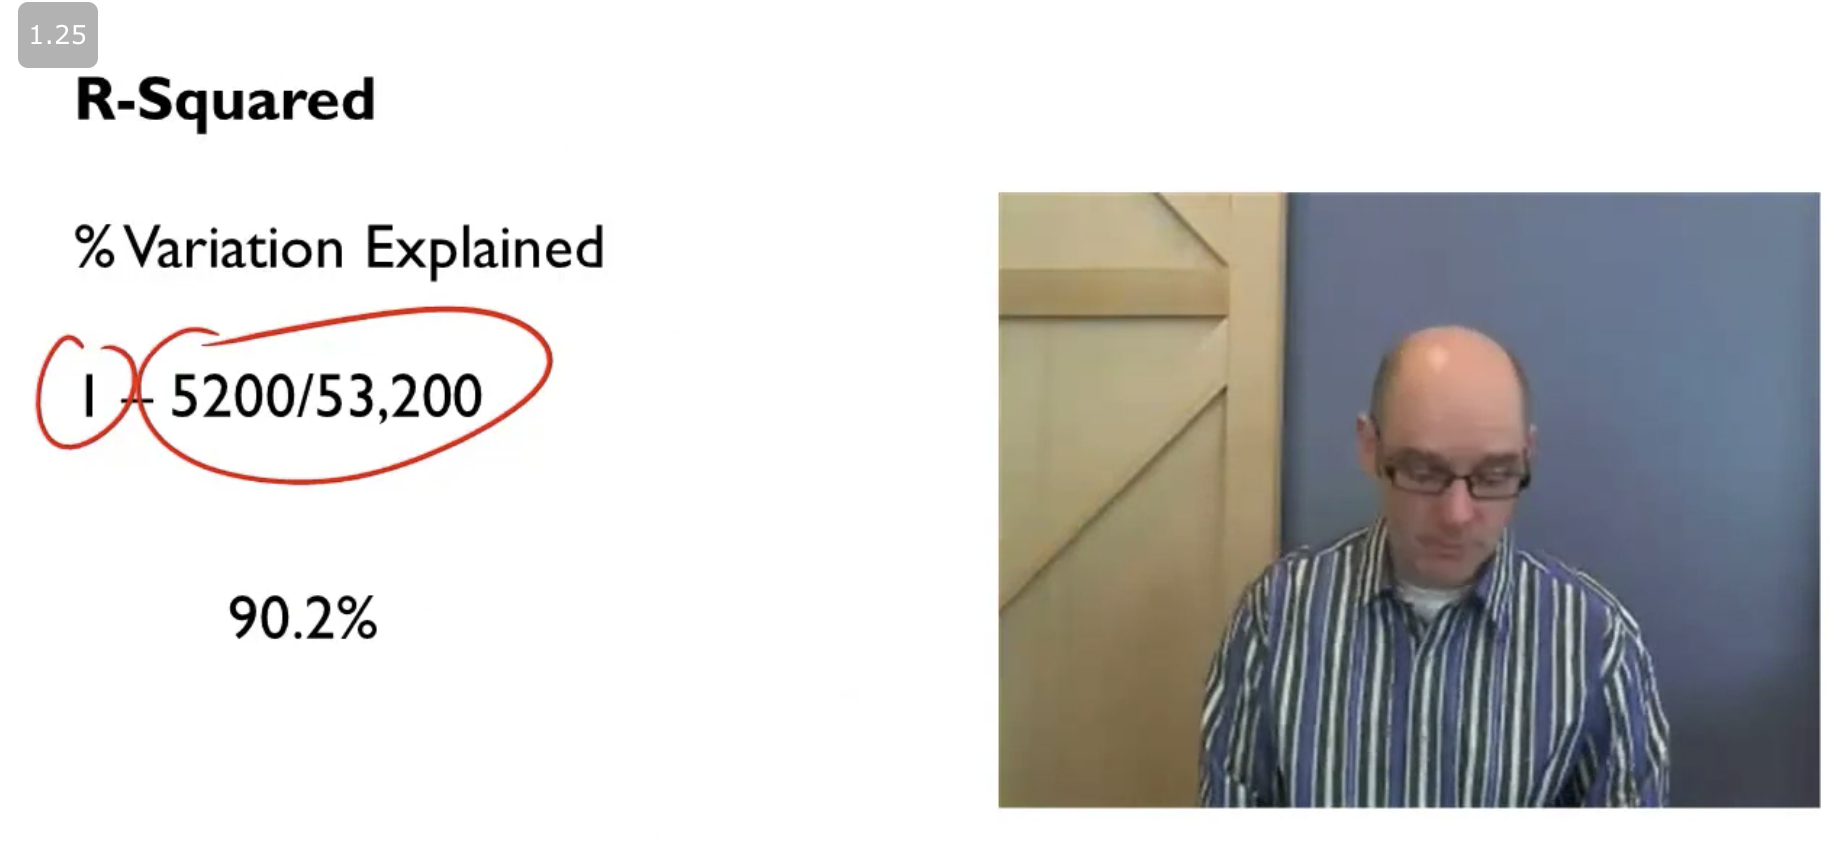 1.25
R-Squared
% Variation Explained
1 - 5200/53,200
90.2%